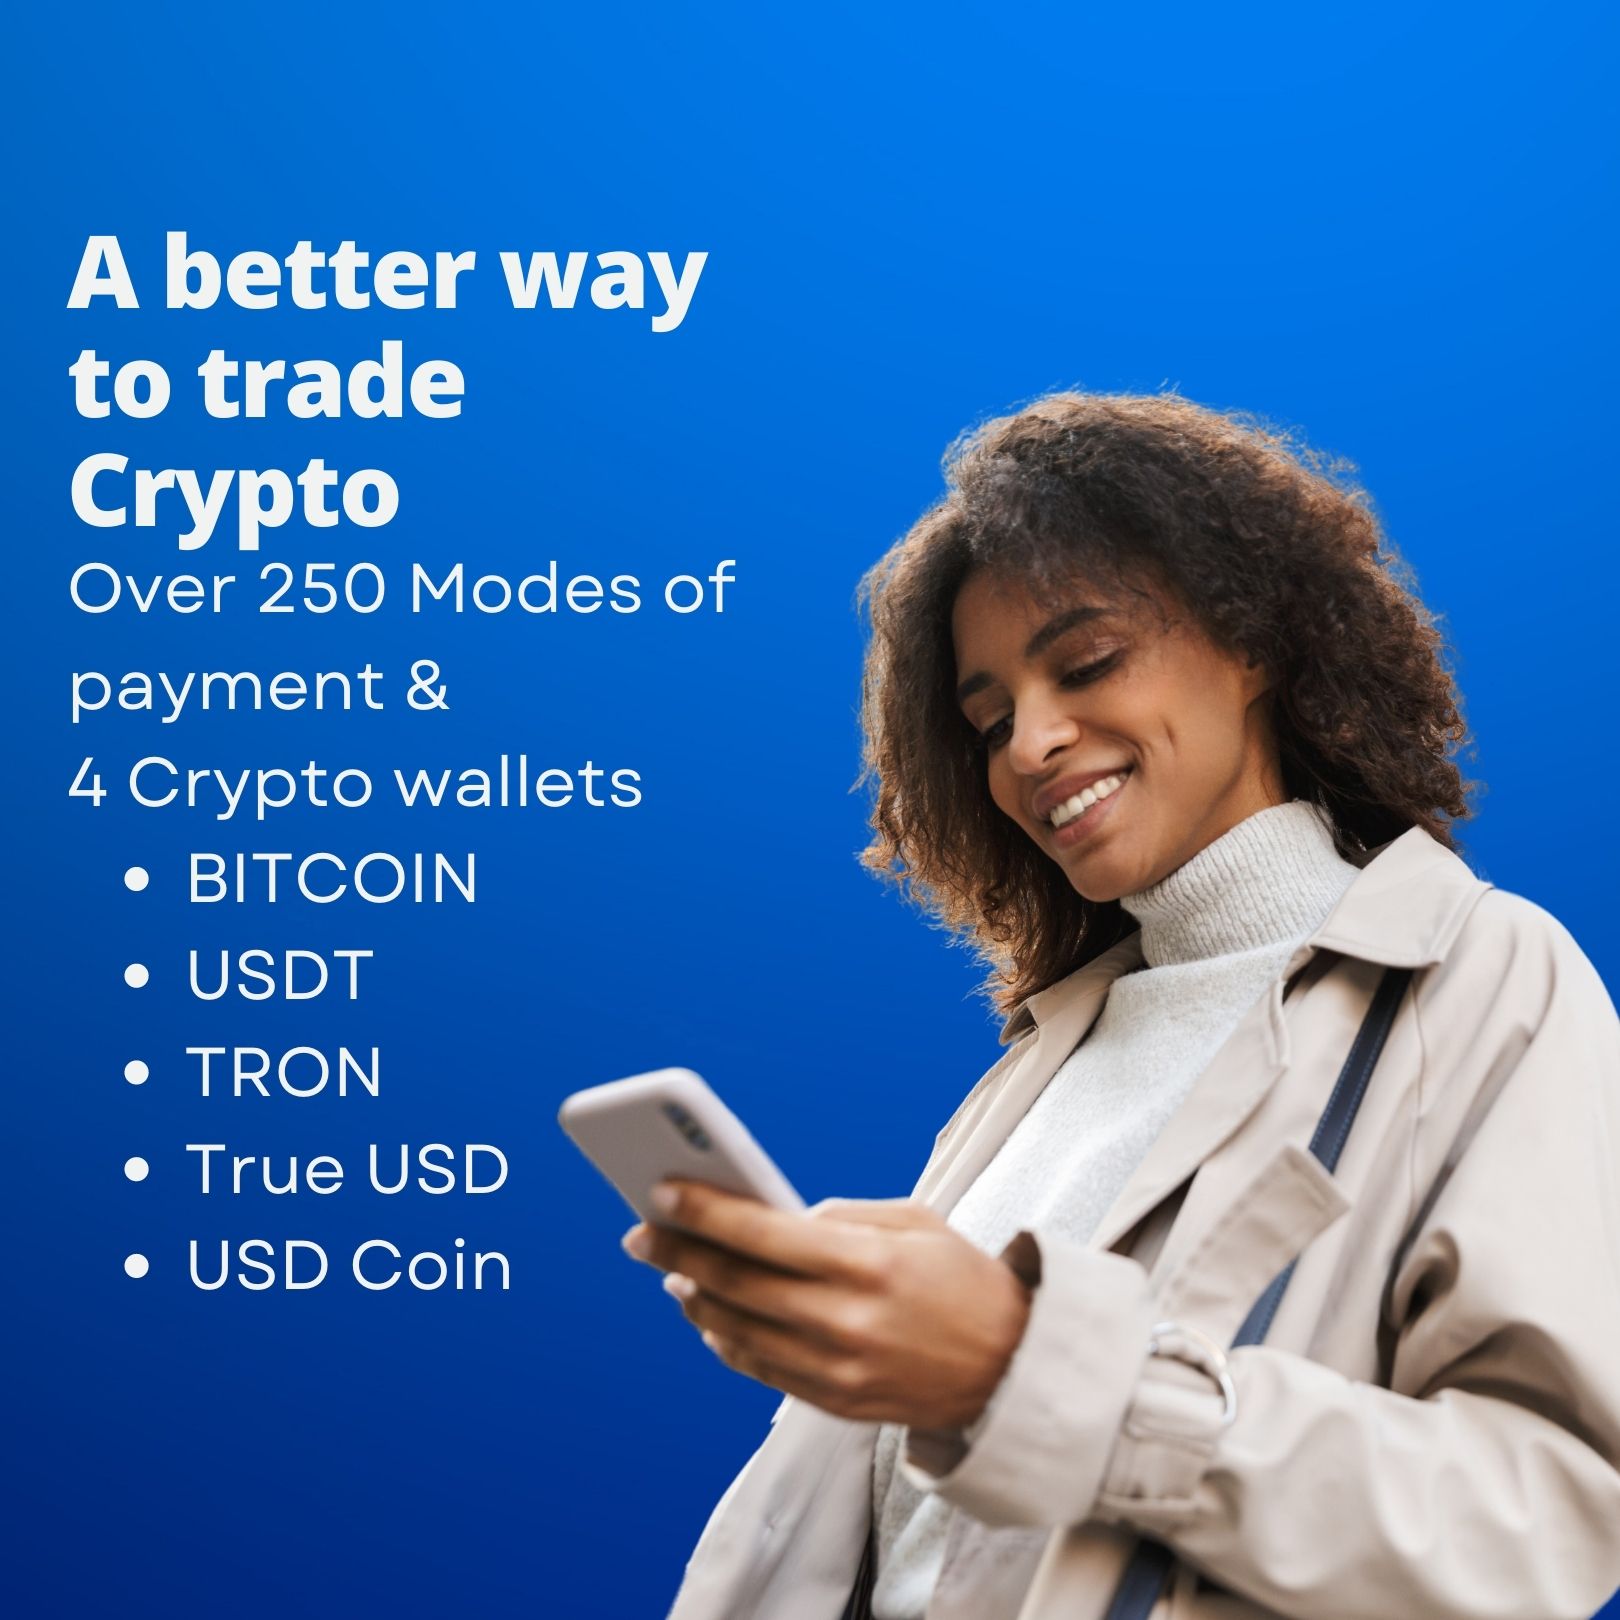 A better way
to trade
Crypto
Over 250 Modes of
payment &
4 Crypto wallets
• BITCOIN
• USDT
• TRON
• True USD
• USD Coin